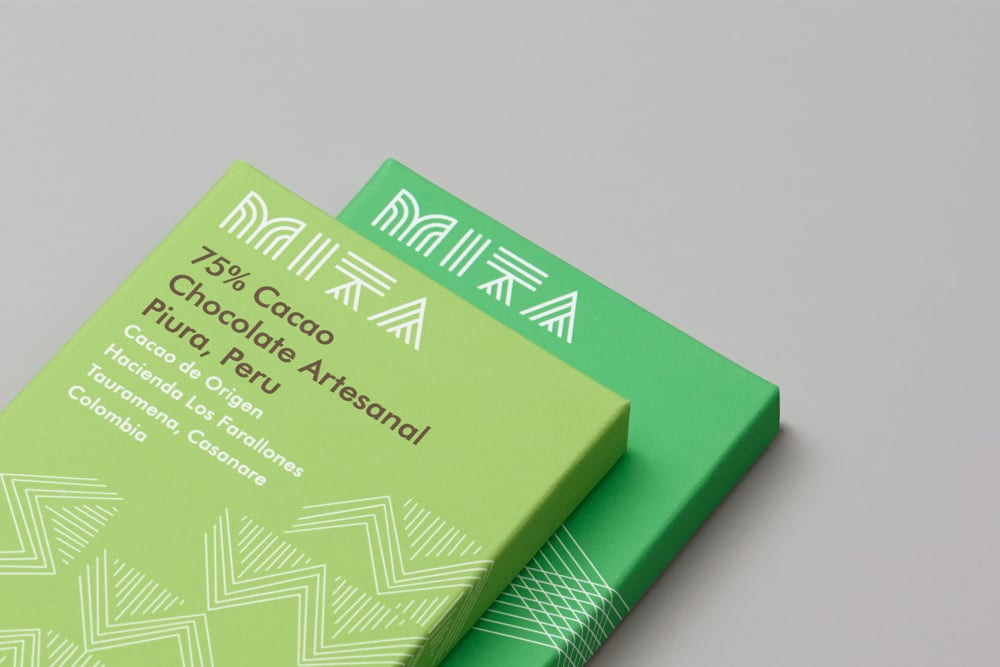 MITA
75% Cacao
Chocolate Artesanal
Piura, Peru
Cacao de Origen
Hacienda Los Farallones
Tauramena, Casanare
Colombia
MITA